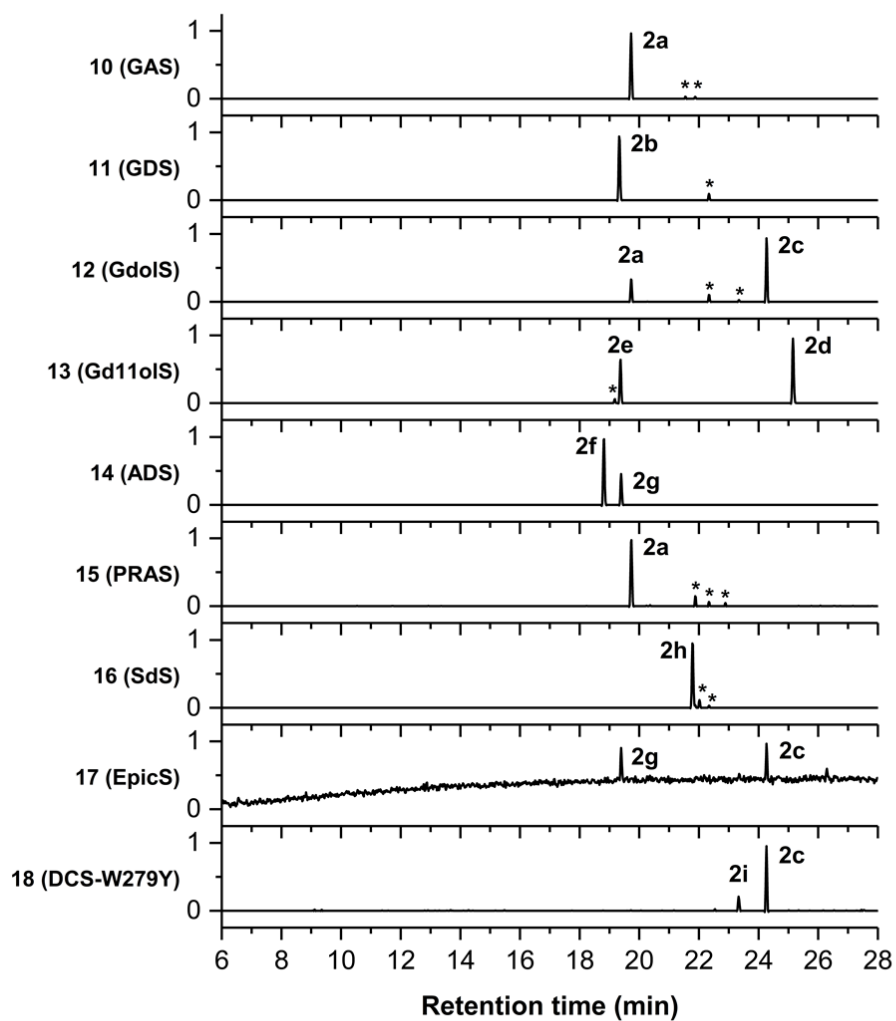 1
10 (GAS)
0
2a
* *
1
11 (GDS)
0
2b
*
1
12 (GdolS)
0
2a
*
*
2c
1
13 (Gd11olS)
0
*
2e
2d
1
14 (ADS)
0
2f
2g
1
15 (PRAS)
0
2a
* * *
1
16 (SdS)
0
2h
* *
1
17 (EpicS)
0
2g
2c
1
18 (DCS-W279Y)
0
2i
2c
6 8 10 12 14 16 18 20 22 24 26 28
Retention time (min)